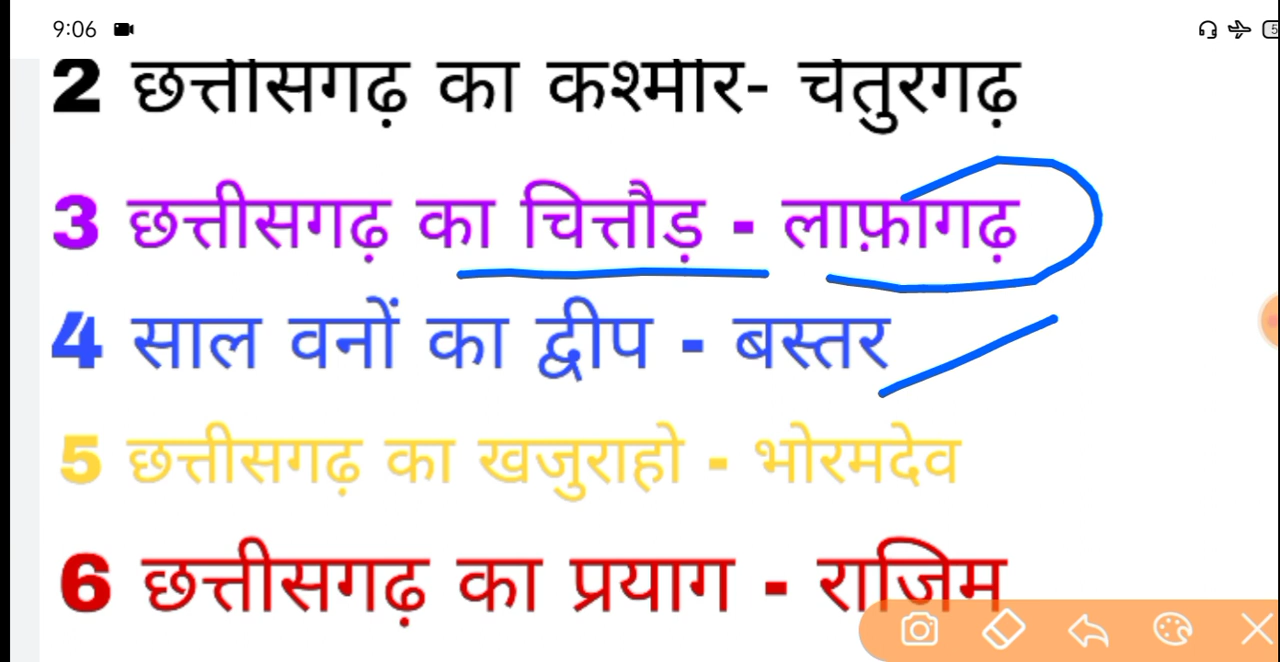 9:06
2 छत्तीसगढ़ का कश्मीर- चैतुरगढ़
3 छत्तीसगढ़ का चित्तौड़ - लाफ़ागढ़
4 साल वनों का द्वीप - बस्तर
5 छत्तीसगढ़ का खजुराहो - भोरमदेव
6 छत्तीसगढ़ का प्रयाग - राजिम